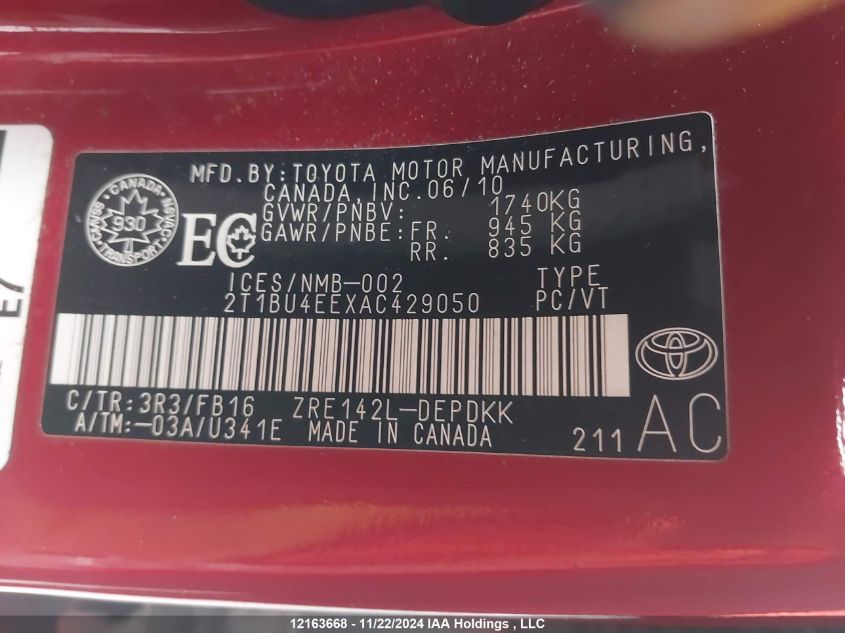 MFD.BY:TOYOTA MOTOR MANUFACTURING,
CANADA, INC. 06/10
GVWR/PNBV: 1740KG
GAWR/PNBE: FR. 945 KG
RR. 835 KG
CANADA
930
TRANSPORT
EC
ICES/NMB-002 TYPE
2T1BU4EEXAC429050 PC/VT
C/TR:3R3/FB16 ZRE142L-DEPDKK
A/TM:-03A/U341E MADE IN CANADA 211 AC
12163668 - 11/22/2024 IAA Holdings , LLC